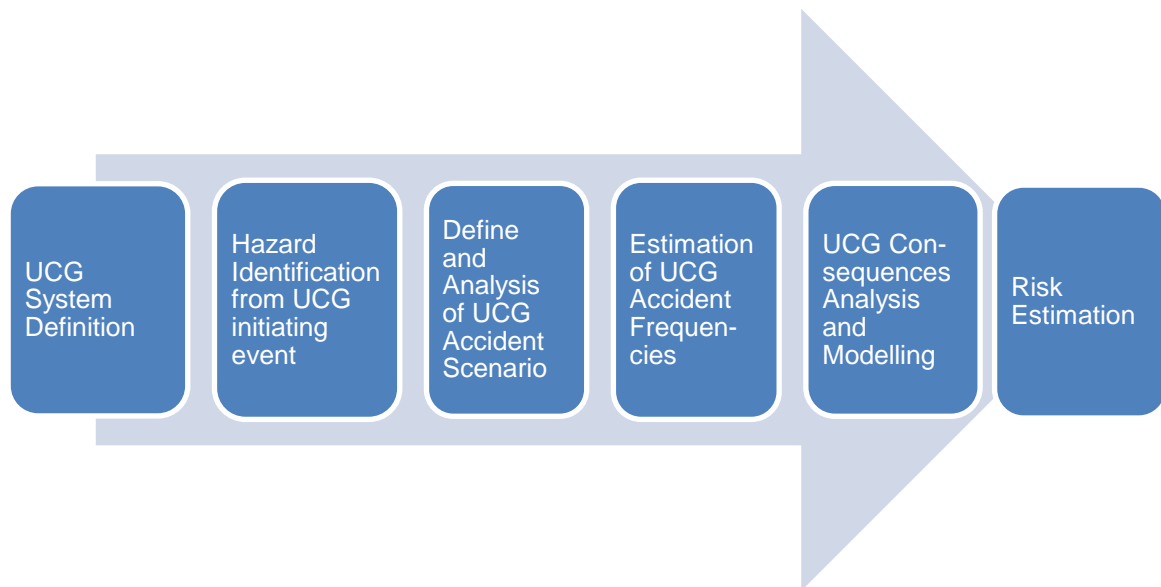 UCG
System
Definition
Hazard
Identification
from UCG
initiating
event
Define
and
Analysis
of UCG
Accident
Scenario
Estimation
of UCG
Accident
Frequen-
cies
UCG Con-
sequences
Analysis
and
Modelling
Risk
Estimation